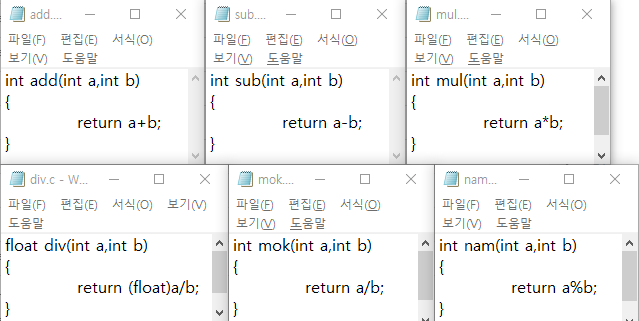 add....
파일(F) 편집(E) 서식(O)
보기(V) 도움말
int add(int a,int b)
{
return a+b;
}
sub....
파일(F) 편집(E) 서식(O)
보기(V) 도움말
int sub(int a,int b)
{
return a-b;
}
mul....
파일(F) 편집(E) 서식(O)
보기(V) 도움말
int mul(int a,int b)
{
return a*b;
}
div.c - W...
파일(F) 편집(E) 서식(O) 보기(V)
도움말
float div(int a,int b)
{
return (float)a/b;
}
mok....
파일(F) 편집(E) 서식(O)
보기(V) 도움말
int mok(int a,int b)
{
return a/b;
}
nam...
파일(F) 편집(E) 서식(O)
보기(V) 도움말
int nam(int a,int b)
{
return a%b;
}